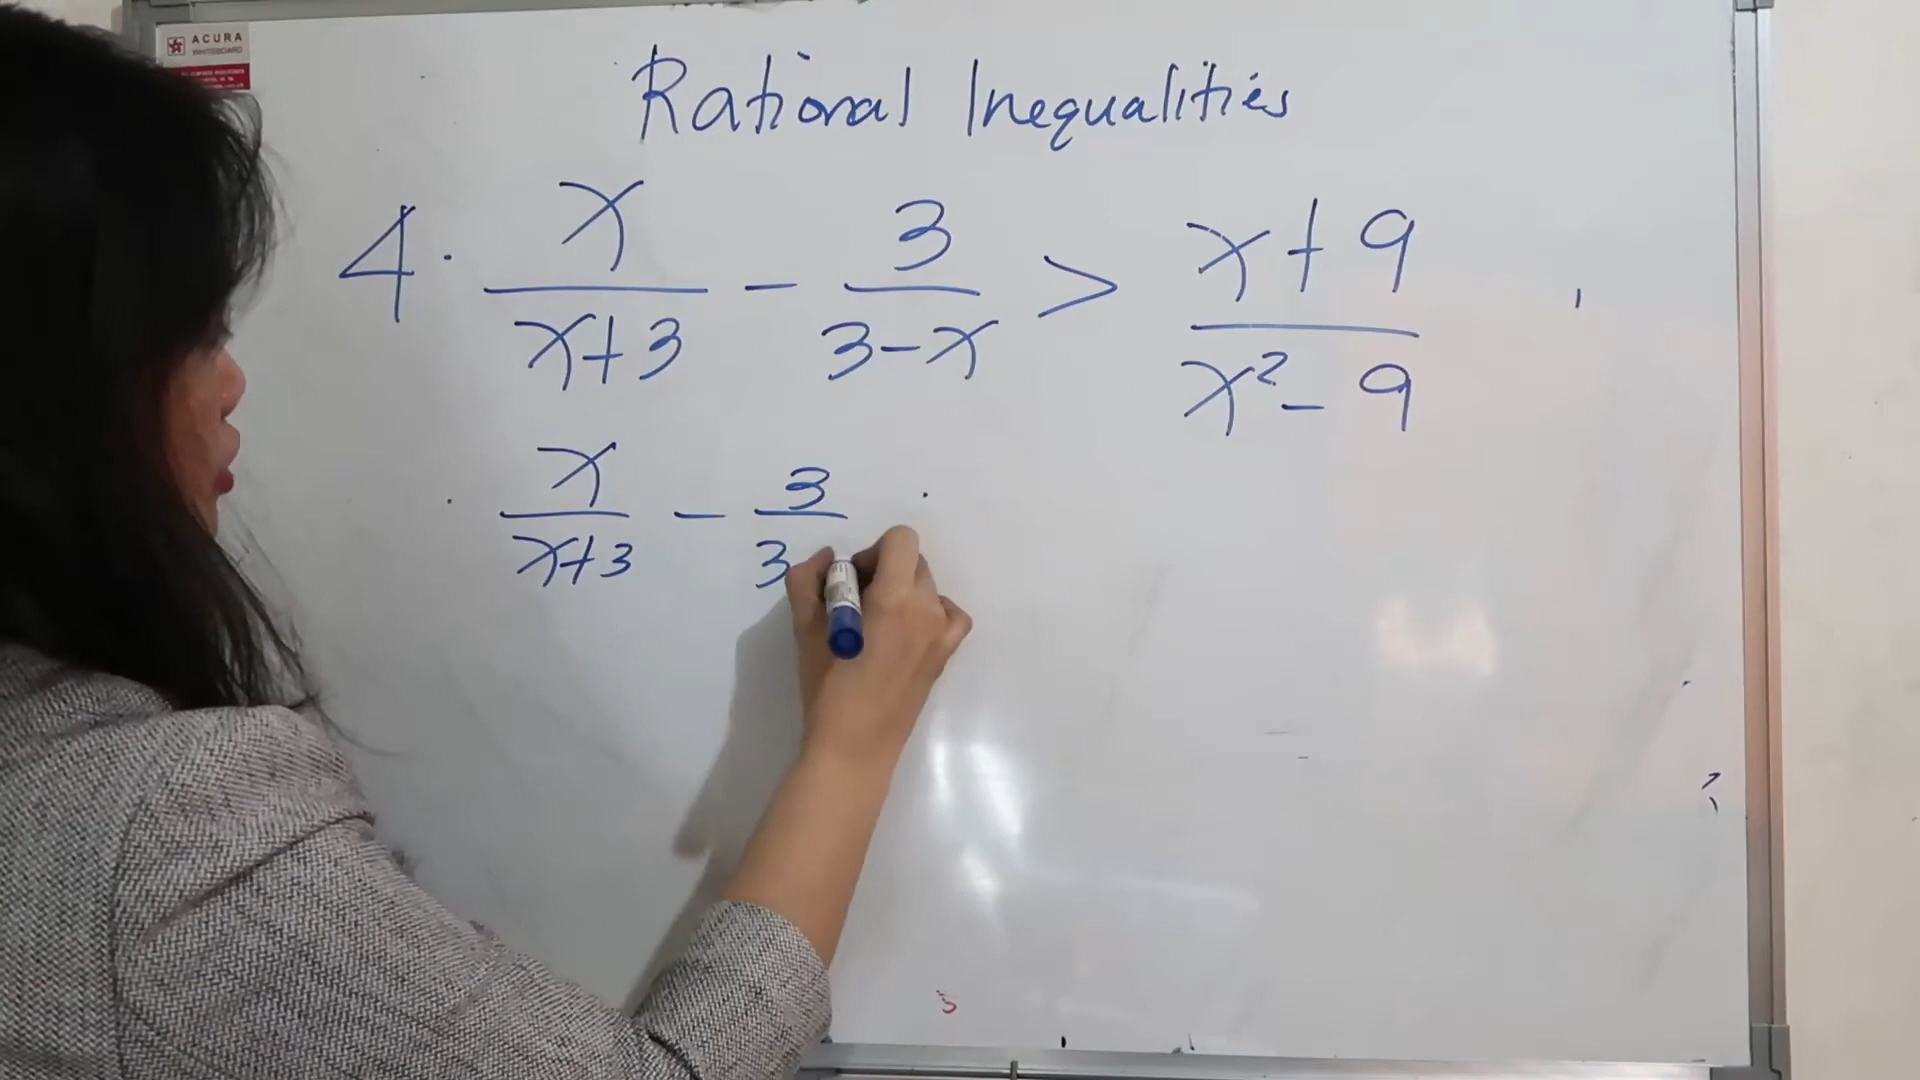 ACURA
WHITEBOARD
Rational Inequalities
4. x/(x+3) - 3/(3-x) > (x+9)/(x²-9)
x/(x+3) - 3/3